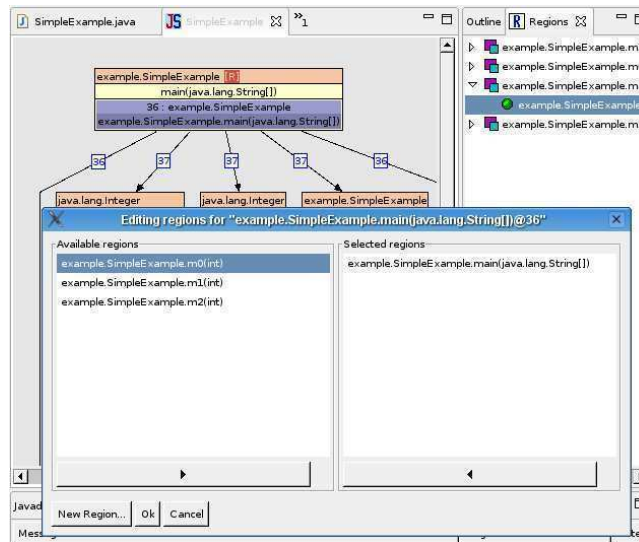 SimpleExample.java
SimpleExample
1
Outline
Regions
example.SimpleExample
R
main(java.lang.String[])
36 : example.SimpleExample
example.SimpleExample.main(java.lang.String[])
example.SimpleExample.m
example.SimpleExample.m
example.SimpleExample.m
example.SimpleExample
example.SimpleExample.m
36
37
37
37
36
java.lang.Integer
java.lang.Integer
example.SimpleExample
Editing regions for "example.SimpleExample.main(java.lang.String[])@36"
Available regions
Selected regions
example.SimpleExample.m0(int)
example.SimpleExample.m1(int)
example.SimpleExample.m2(int)
example.SimpleExample.main(java.lang.String[])
Javad
New Region...
Ok
Cancel